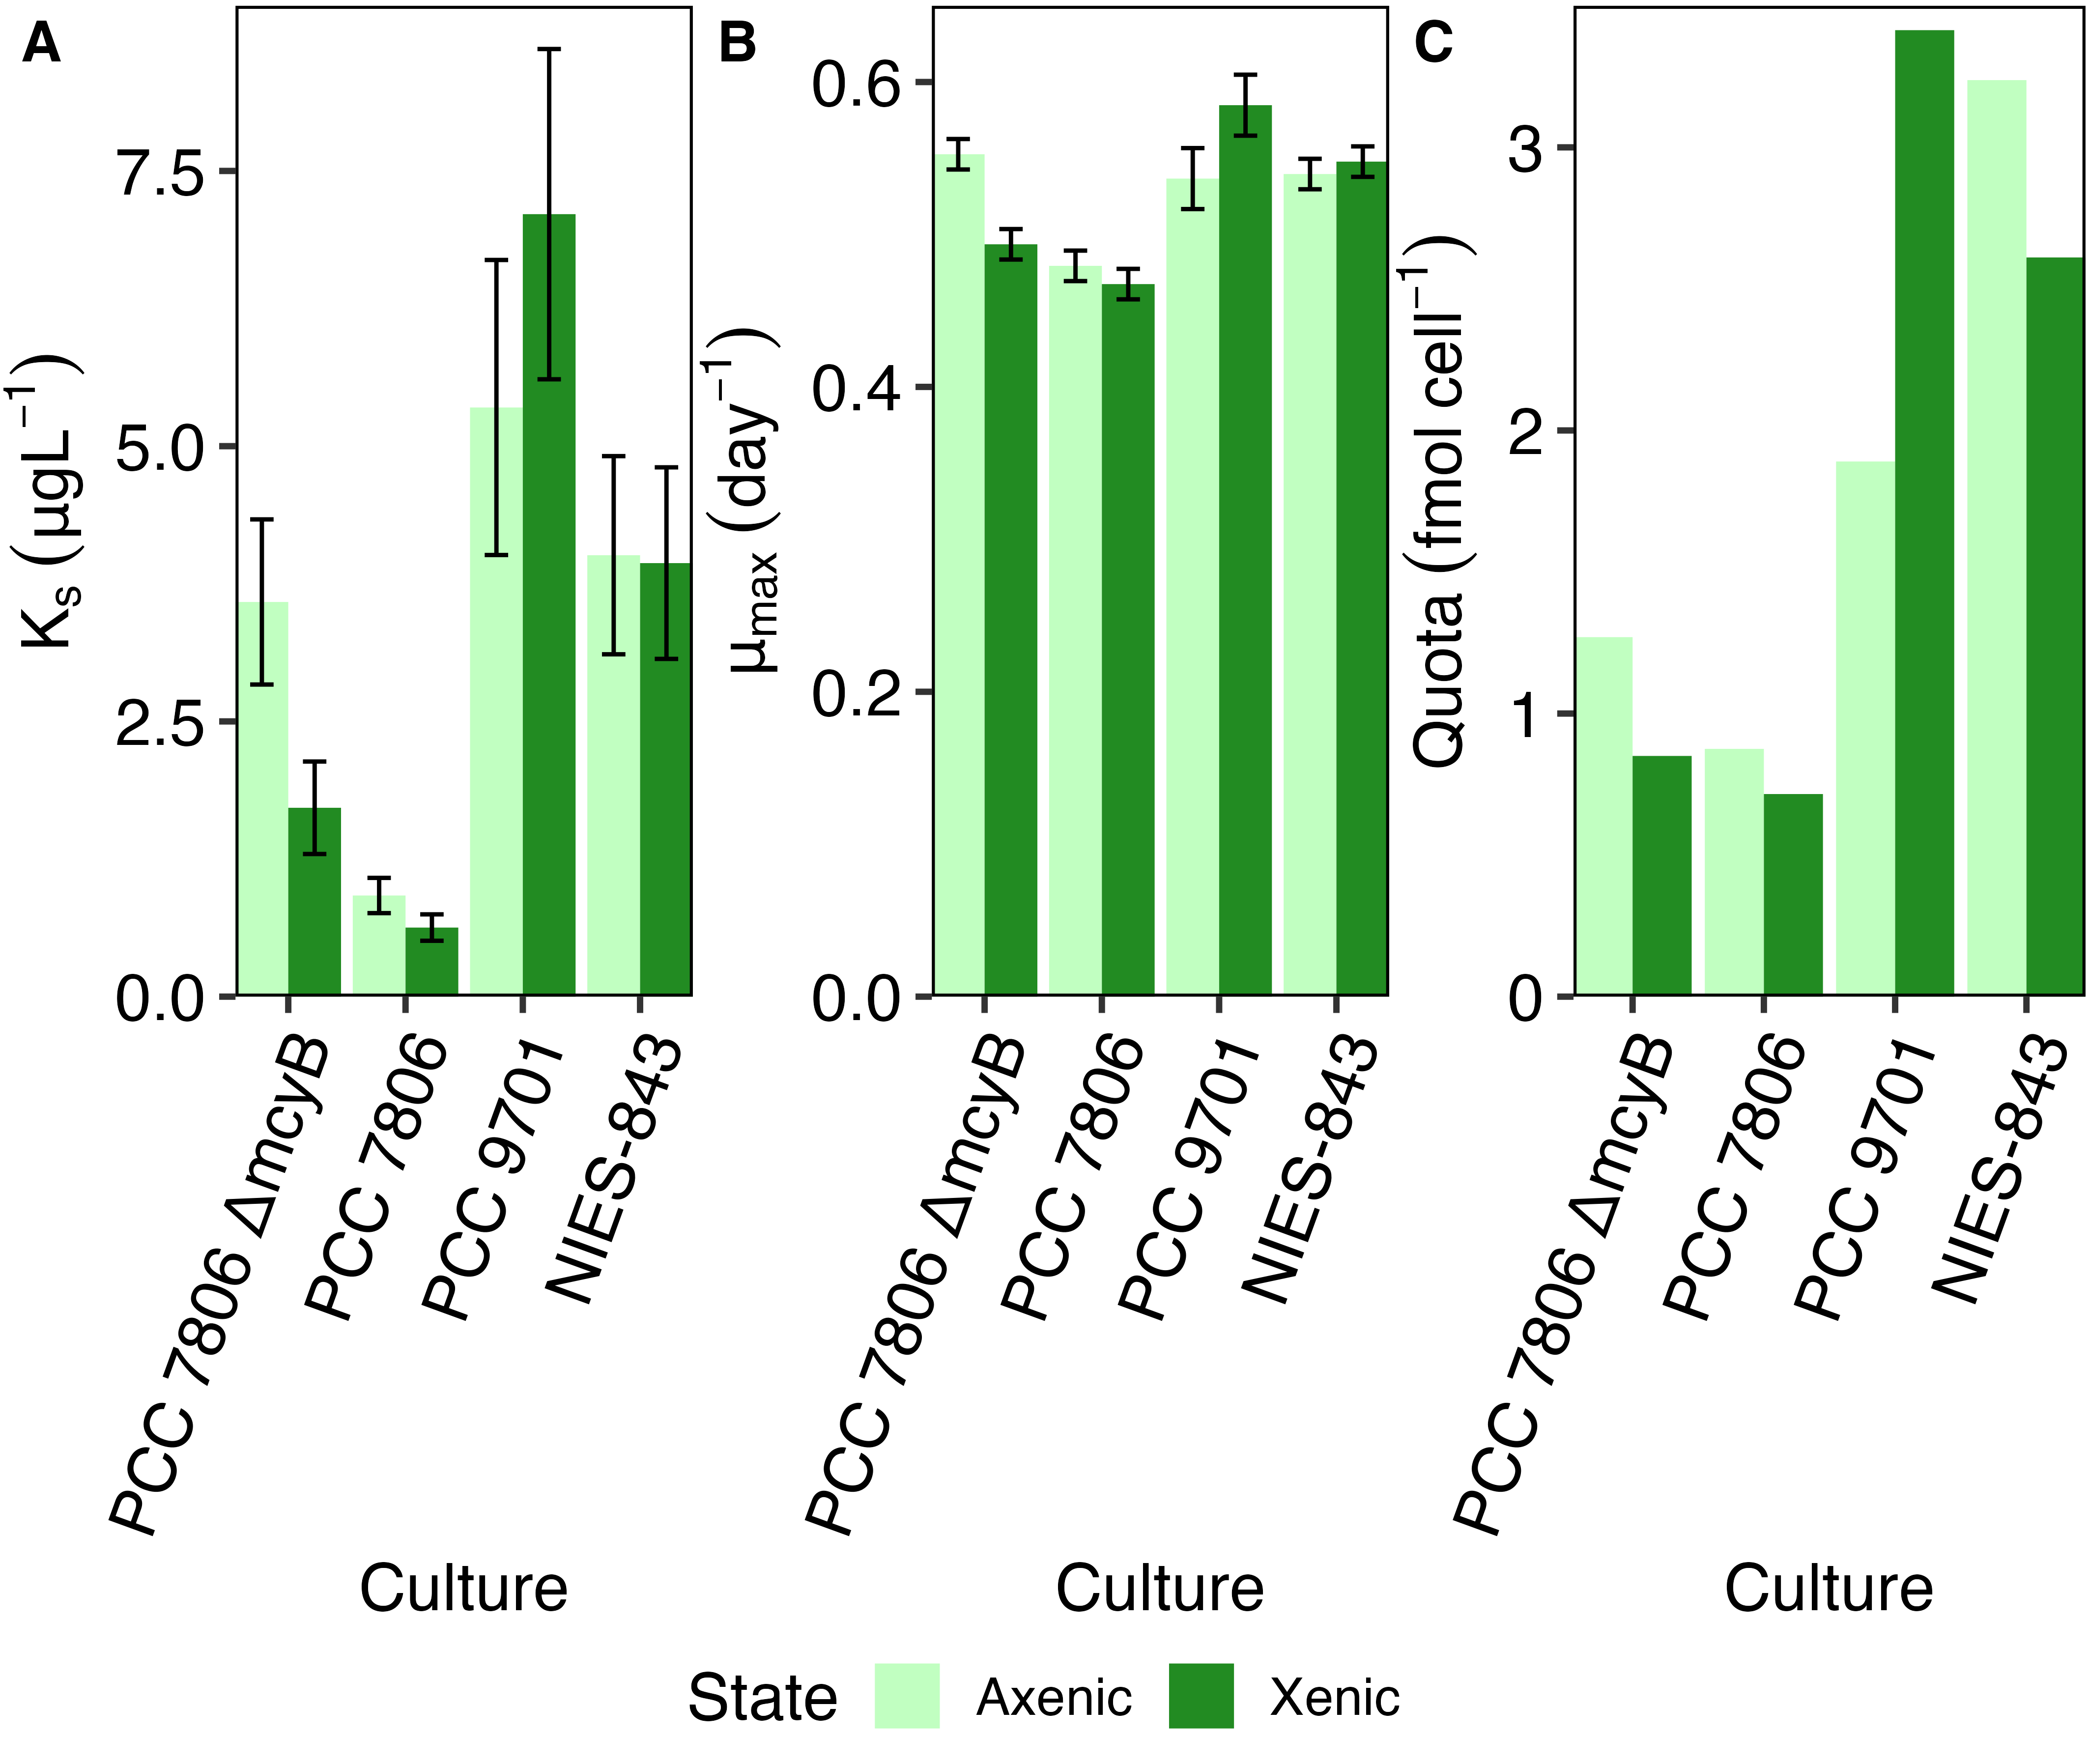 A
Ks (µgL−1)
7.5
5.0
2.5
0.0
PCC 7806 ΔmcyB
PCC 7806
PCC 9701
NIES-843
Culture
B
µmax (day−1)
0.6
0.4
0.2
0.0
PCC 7806 ΔmcyB
PCC 7806
PCC 9701
NIES-843
Culture
C
Quota (fmol cell−1)
3
2
1
0
PCC 7806 ΔmcyB
PCC 7806
PCC 9701
NIES-843
Culture
State Axenic Xenic